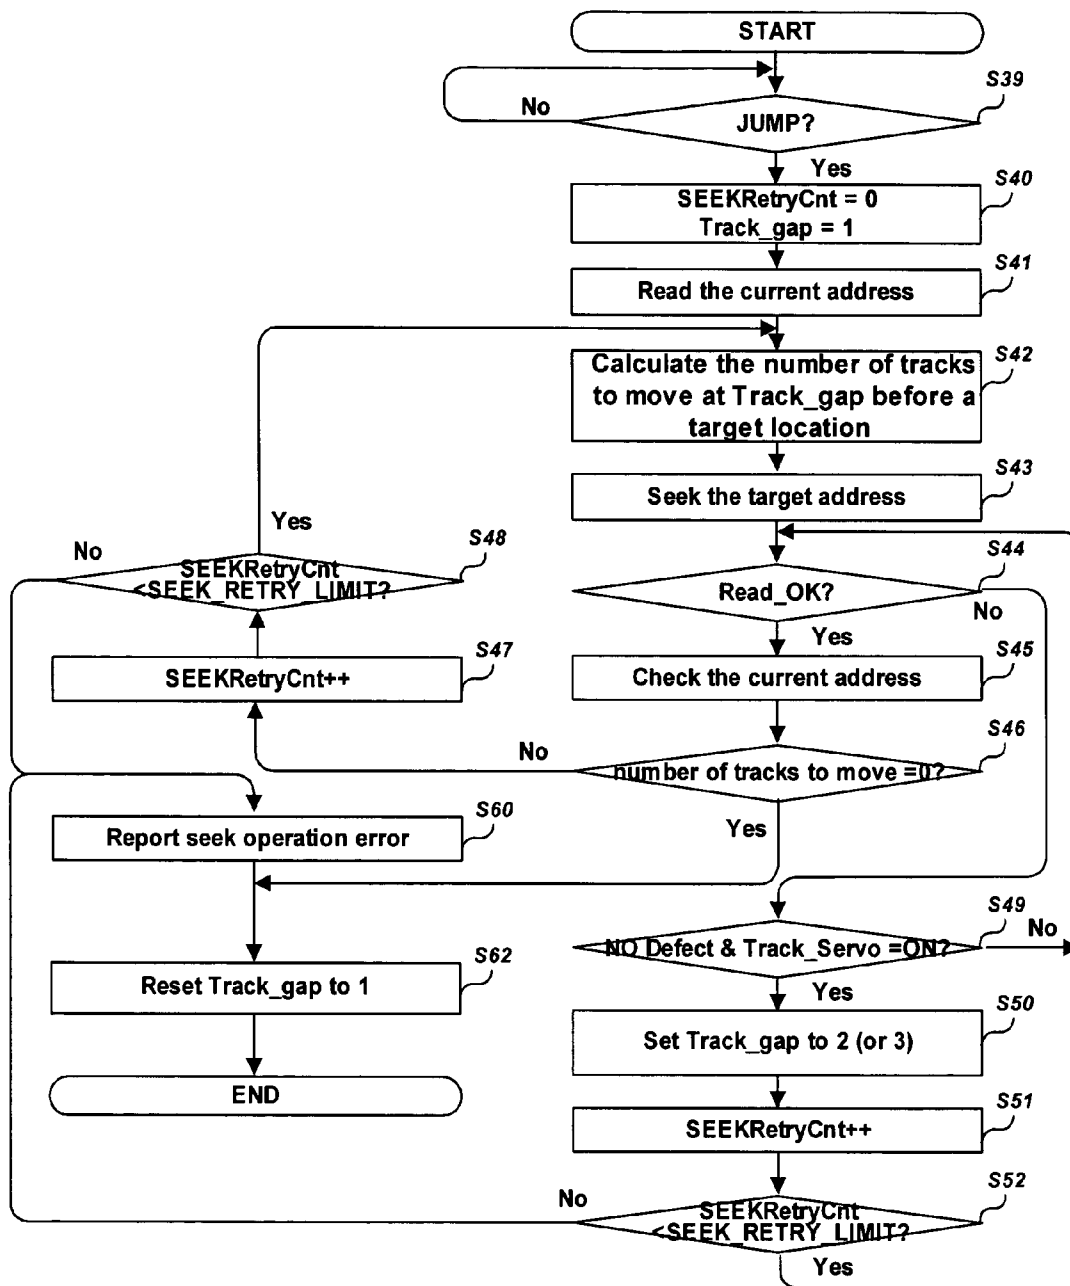 START
S39
No
JUMP?
Yes
S40
SEEKRetryCnt = 0
Track_gap = 1
S41
Read the current address
S42
Calculate the number of tracks
to move at Track_gap before a
target location
S43
Seek the target address
Yes
No
S48
SEEKRetryCnt
<SEEK_RETRY_LIMIT?
S44
Read_OK?
No
Yes
S47
SEEKRetryCnt++
S45
Check the current address
S46
No
number of tracks to move =0?
Yes
S60
Report seek operation error
S49
NO Defect & Track_Servo =ON?
No
Yes
S62
Reset Track_gap to 1
S50
Set Track_gap to 2 (or 3)
END
S51
SEEKRetryCnt++
S52
No
SEEKRetryCnt
<SEEK_RETRY_LIMIT?
Yes